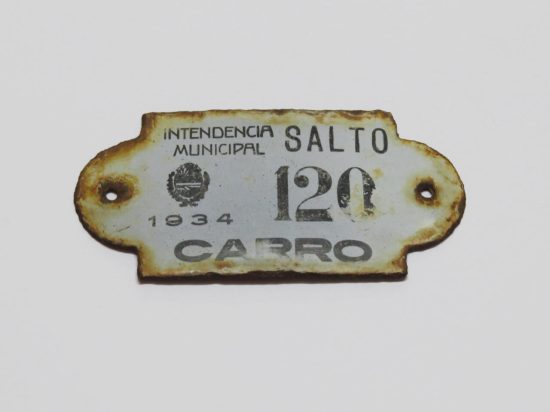 INTENDENCIA SALTO
MUNICIPAL
120
1934
CARRO